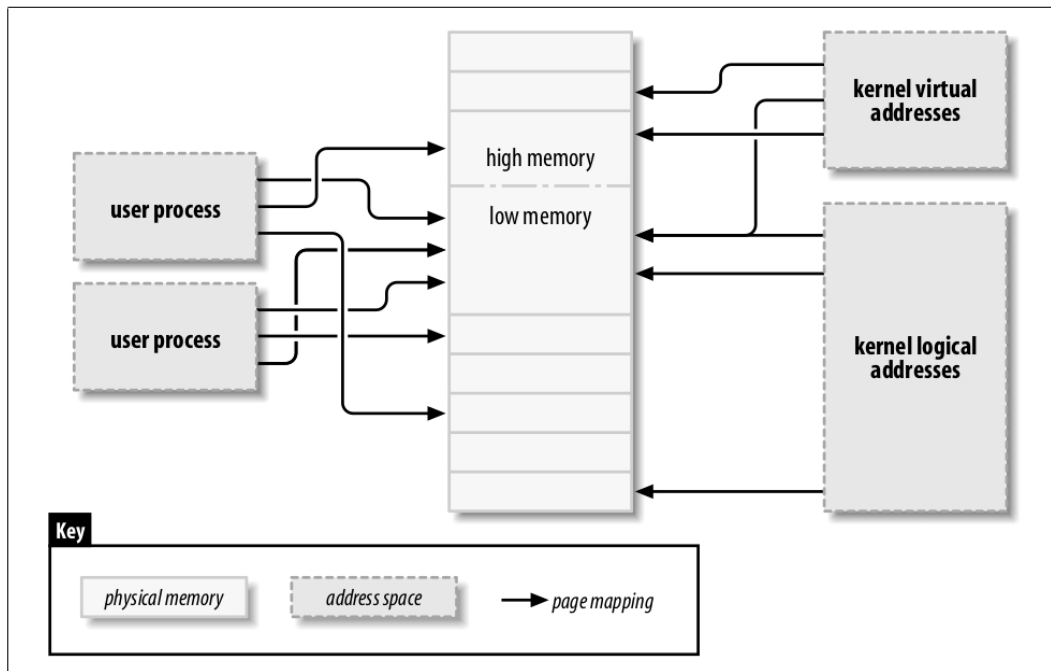 kernel virtual
addresses
high memory
user process
low memory
user process
kernel logical
addresses
Key
physical memory
address space
page mapping